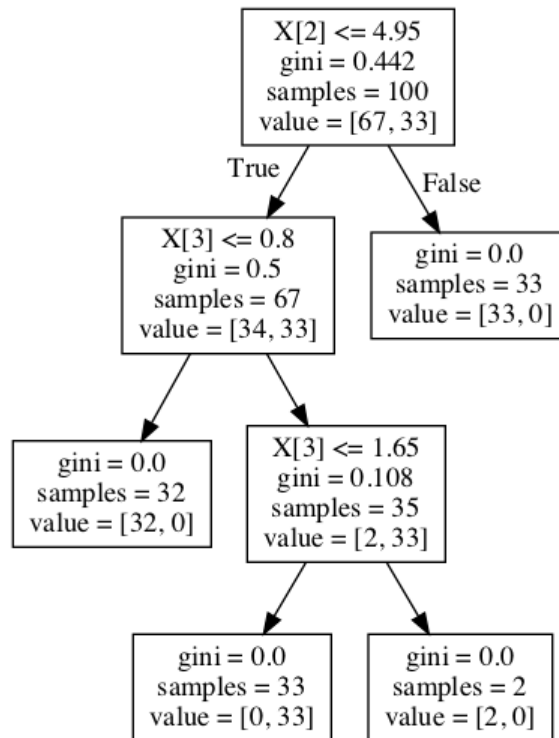 X[2] <= 4.95
gini = 0.442
samples = 100
value = [67, 33]
True
False
X[3] <= 0.8
gini = 0.5
samples = 67
value = [34, 33]
gini = 0.0
samples = 33
value = [33, 0]
gini = 0.0
samples = 32
value = [32, 0]
X[3] <= 1.65
gini = 0.108
samples = 35
value = [2, 33]
gini = 0.0
samples = 33
value = [0, 33]
gini = 0.0
samples = 2
value = [2, 0]